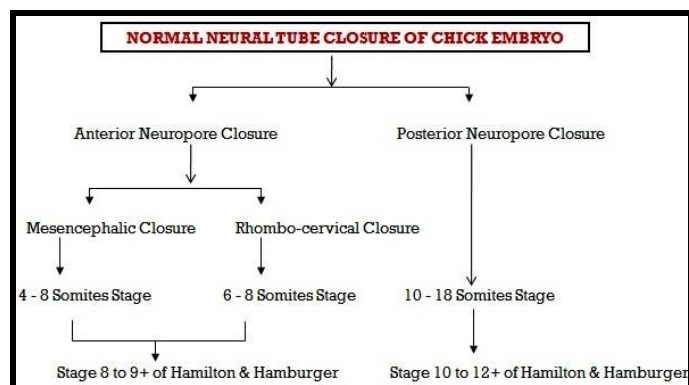 NORMAL NEURAL TUBE CLOSURE OF CHICK EMBRYO
Anterior Neuropore Closure
Posterior Neuropore Closure
Mesencephalic Closure
Rhombo-cervical Closure
4 - 8 Somites Stage
6 - 8 Somites Stage
10 - 18 Somites Stage
Stage 8 to 9+ of Hamilton & Hamburger
Stage 10 to 12+ of Hamilton & Hamburger